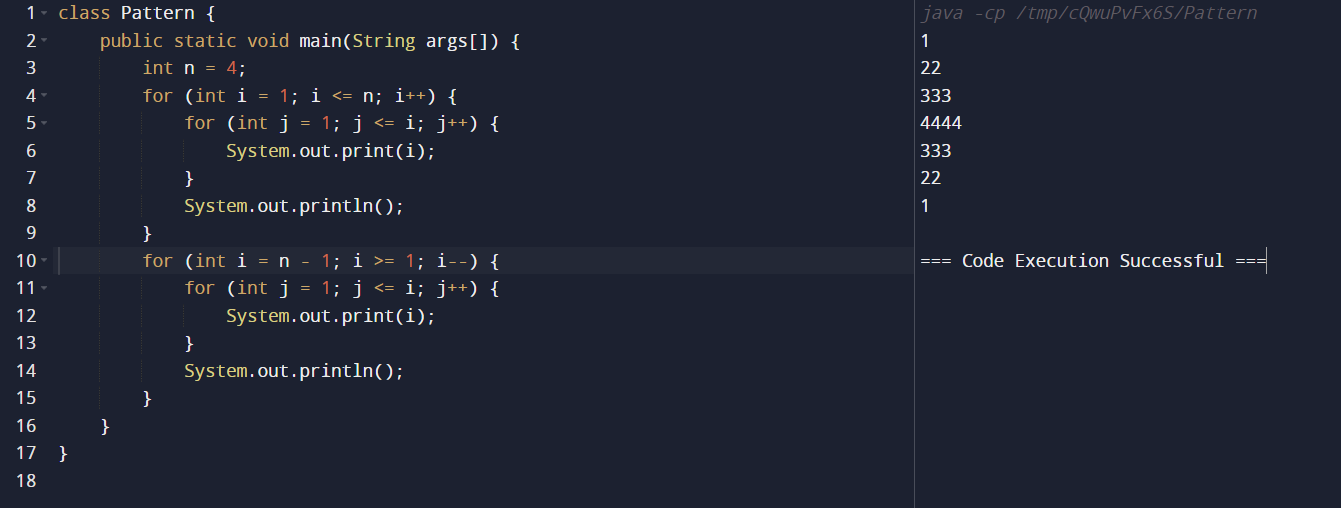 1 class Pattern {
2 public static void main(String args[]) {
3 int n = 4;
4 for (int i = 1; i <= n; i++) {
5 for (int j = 1; j <= i; j++) {
6 System.out.print(i);
7 }
8 System.out.println();
9 }
10 for (int i = n - 1; i >= 1; i--) {
11 for (int j = 1; j <= i; j++) {
12 System.out.print(i);
13 }
14 System.out.println();
15 }
16 }
17 }
18
java -cp /tmp/cQwuPvFx6S/Pattern
1
22
333
4444
333
22
1
=== Code Execution Successful ===